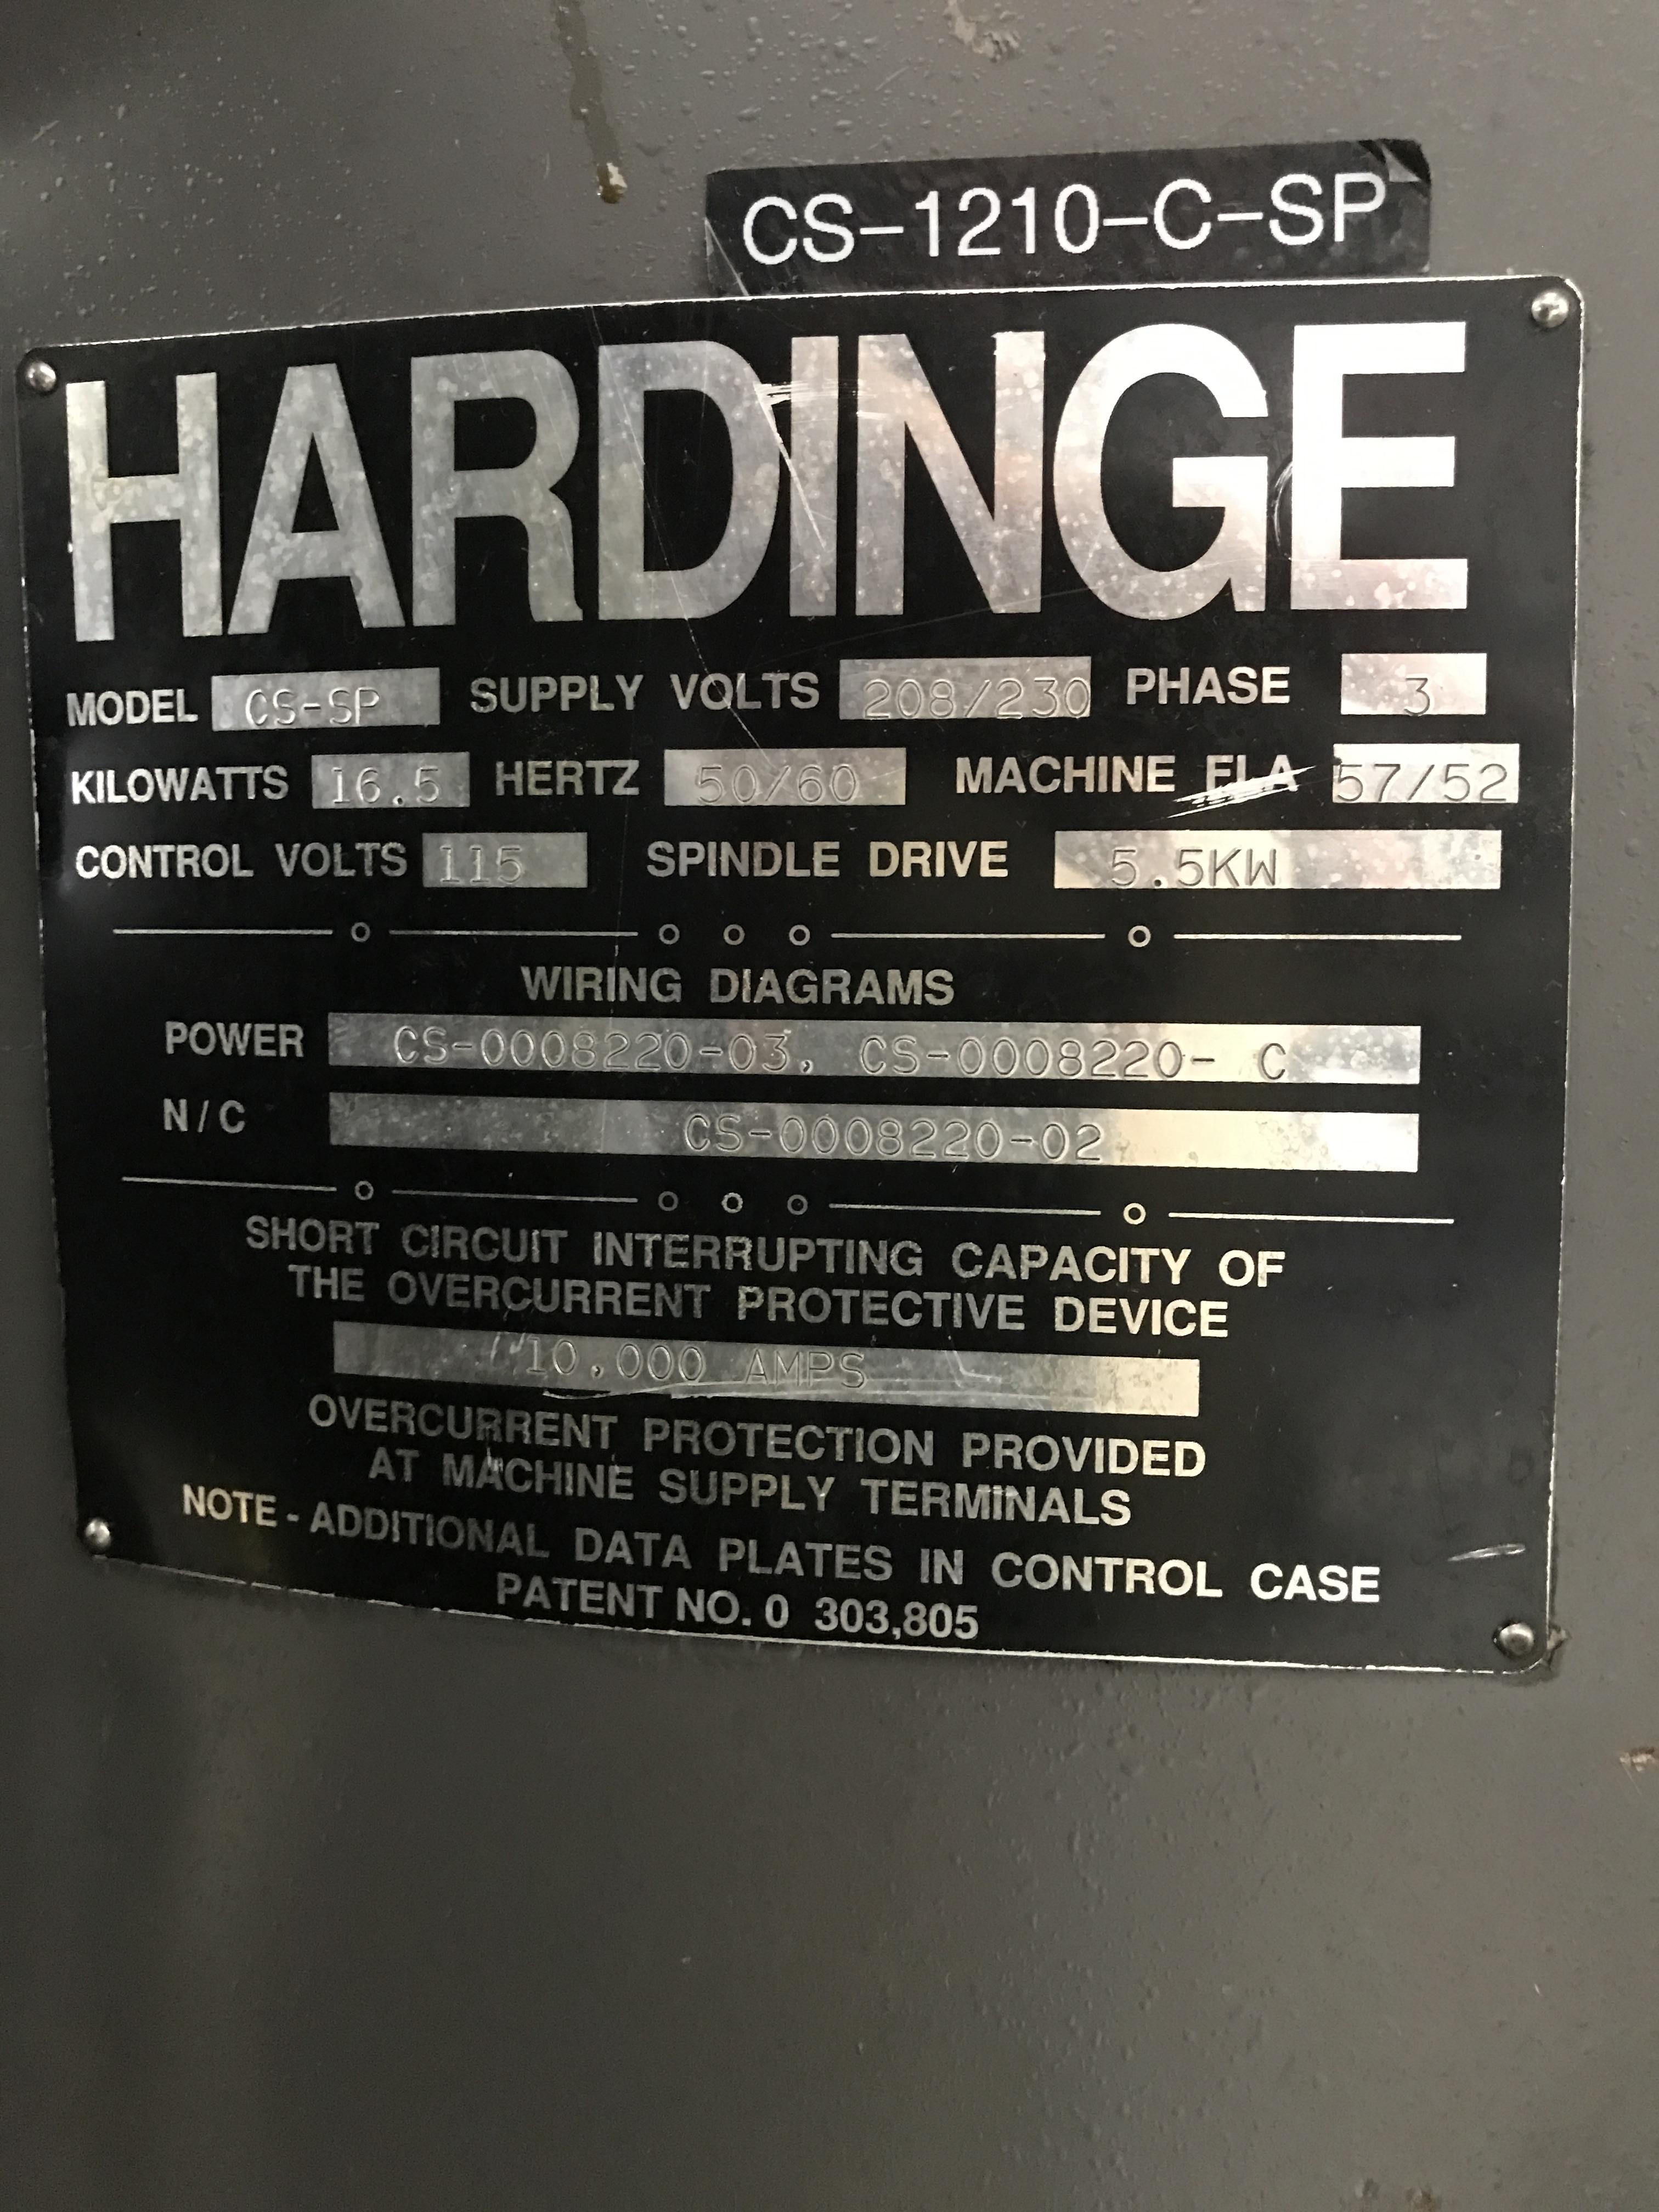 CS-1210-C-SP
HARDINGE
MODEL CS-SP SUPPLY VOLTS 208/230 PHASE 3
KILOWATTS 16.5 HERTZ 50/60 MACHINE FLA 57/52
CONTROL VOLTS 115 SPINDLE DRIVE 5.5KW
WIRING DIAGRAMS
POWER CS-0008220-03, CS-0008220- C
N/C CS-0008220-02
SHORT CIRCUIT INTERRUPTING CAPACITY OF
THE OVERCURRENT PROTECTIVE DEVICE
10,000 AMPS
OVERCURRENT PROTECTION PROVIDED
AT MACHINE SUPPLY TERMINALS
NOTE - ADDITIONAL DATA PLATES IN CONTROL CASE
PATENT NO. 0 303,805